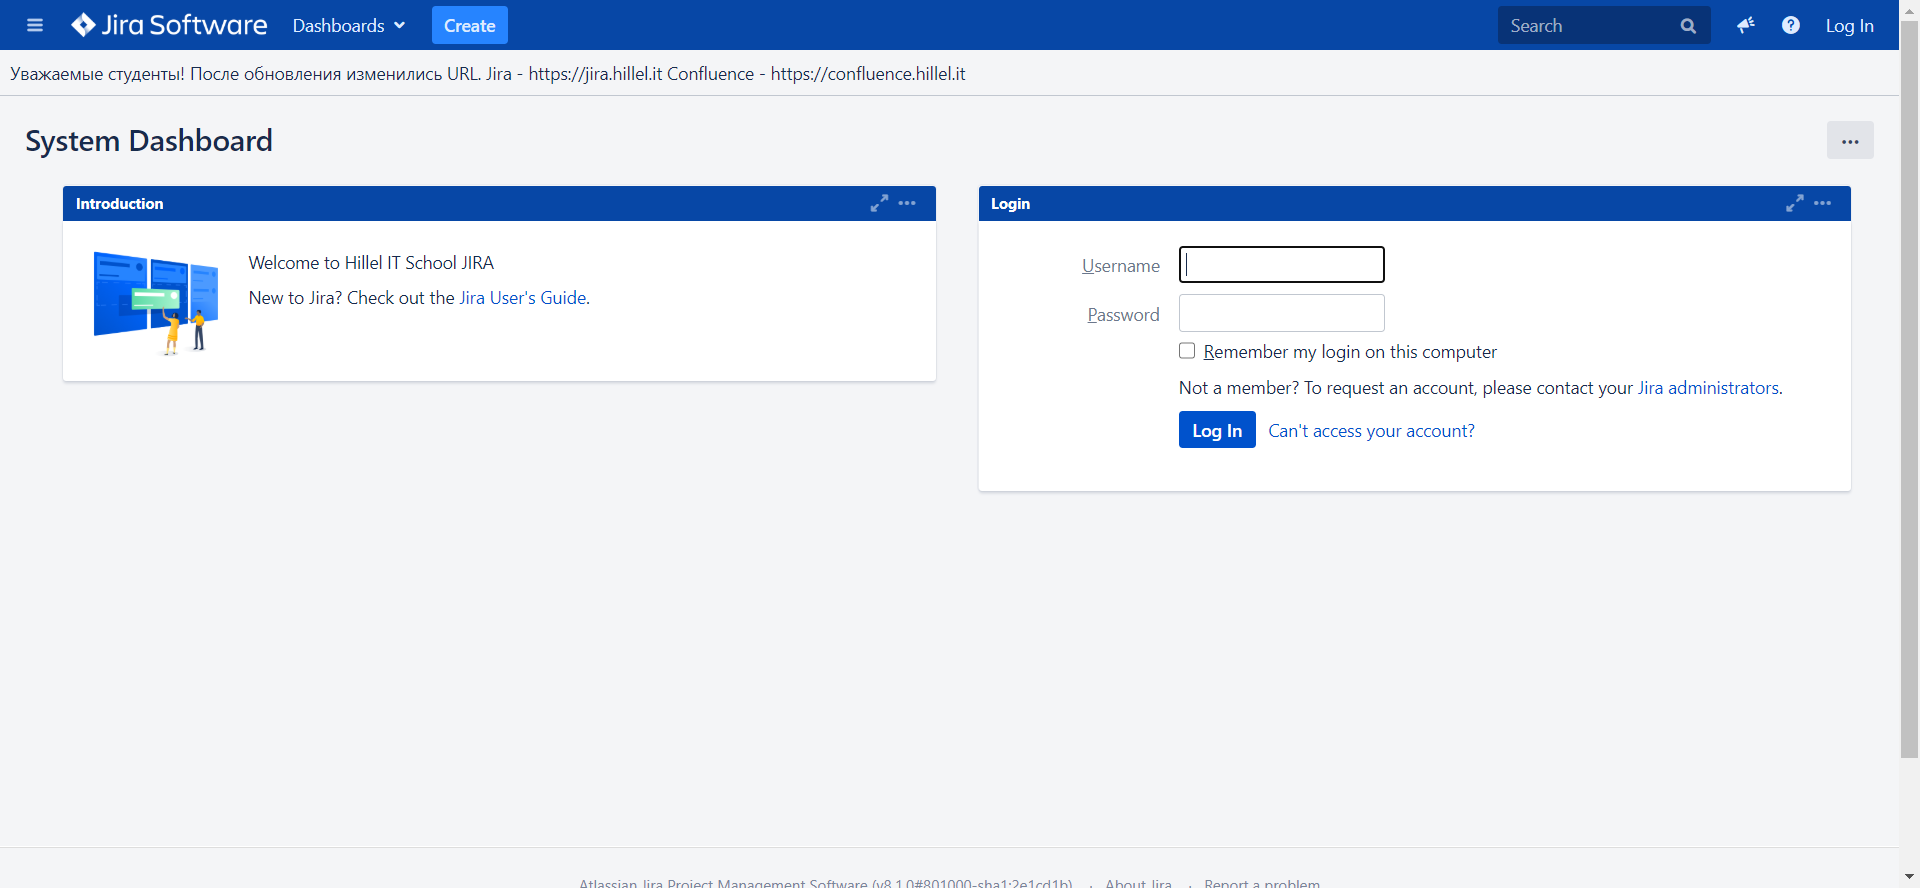 Jira Software Dashboards Create Search Log In
Уважаемые студенты! После обновления изменились URL. Jira - https://jira.hillel.it Confluence - https://confluence.hillel.it
System Dashboard
Introduction
Welcome to Hillel IT School JIRA
New to Jira? Check out the Jira User's Guide.
Login
Username
Password
Remember my login on this computer
Not a member? To request an account, please contact your Jira administrators.
Log In Can't access your account?
Atlassian Jira Project Management Software (v8.1.0#801000-sha1:2e1cd1b) · About Jira · Report a problem